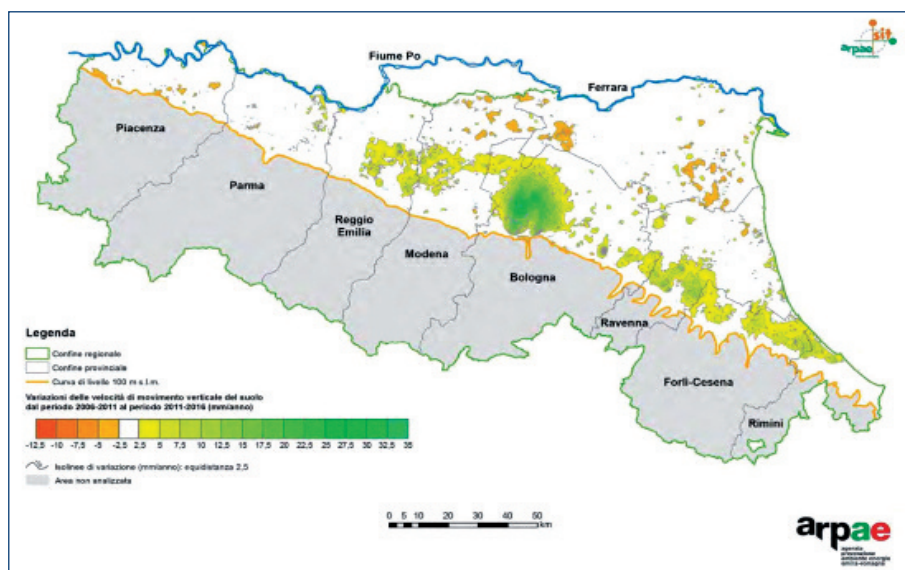 sit
arpae
Fiume Po
Ferrara
Piacenza
Parma
Reggio
Emilia
Modena
Bologna
Ravenna
Forlì-Cesena
Rimini
Legenda
Confine regionale
Confine provinciale
Curva di livello 100 m s.l.m.
Variazioni delle velocità di movimento verticale del suolo
dal periodo 2006-2011 al periodo 2011-2016 (mm/anno)
-12,5 -10 -7,5 -5 -2,5 2,5 5 7,5 10 12,5 15 17,5 20 22,5 25 27,5 30 32,5 35
Isolinee di variazione (mm/anno): equidistanza 2,5
Area non analizzata
0 5 10 20 30 40 50
km
arpae
agenzia
prevenzione
ambiente energia
emilia-romagna